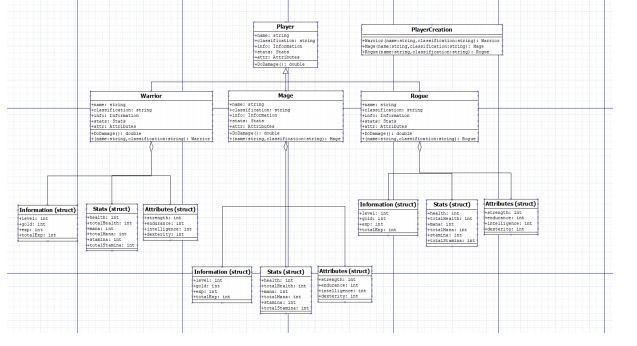 Player
+name: string
+classification: string
+info: Information
+stats: Stats
+attr: Attributes
+DoDamage(): double
PlayerCreation
+Warrior(name:string,classification:string): Warrior
+Mage(name:string,classification:string): Mage
+Rogue(name:string,classification:string): Rogue
Warrior
+name: string
+classification: string
+info: Information
+stats: Stats
+attr: Attributes
+DoDamage(): double
+(name:string,classification:string): Warrior
Mage
+name: string
+classification: string
+info: Information
+stats: Stats
+attr: Attributes
+DoDamage(): double
+(name:string,classification:string): Mage
Rogue
+name: string
+classification: string
+info: Information
+stats: Stats
+attr: Attributes
+DoDamage(): double
+(name:string,classification:string): Rogue
Information (struct)
+level: int
+gold: int
+exp: int
+totalExp: int
Stats (struct)
+health: int
+totalHealth: int
+mana: int
+totalMana: int
+stamina: int
+totalStamina: int
Attributes (struct)
+strength: int
+endurance: int
+intelligence: int
+dexterity: int
Information (struct)
+level: int
+gold: int
+exp: int
+totalExp: int
Stats (struct)
+health: int
+totalHealth: int
+mana: int
+totalMana: int
+stamina: int
+totalStamina: int
Attributes (struct)
+strength: int
+endurance: int
+intelligence: int
+dexterity: int
Information (struct)
+level: int
+gold: int
+exp: int
+totalExp: int
Stats (struct)
+health: int
+totalHealth: int
+mana: int
+totalMana: int
+stamina: int
+totalStamina: int
Attributes (struct)
+strength: int
+endurance: int
+intelligence: int
+dexterity: int